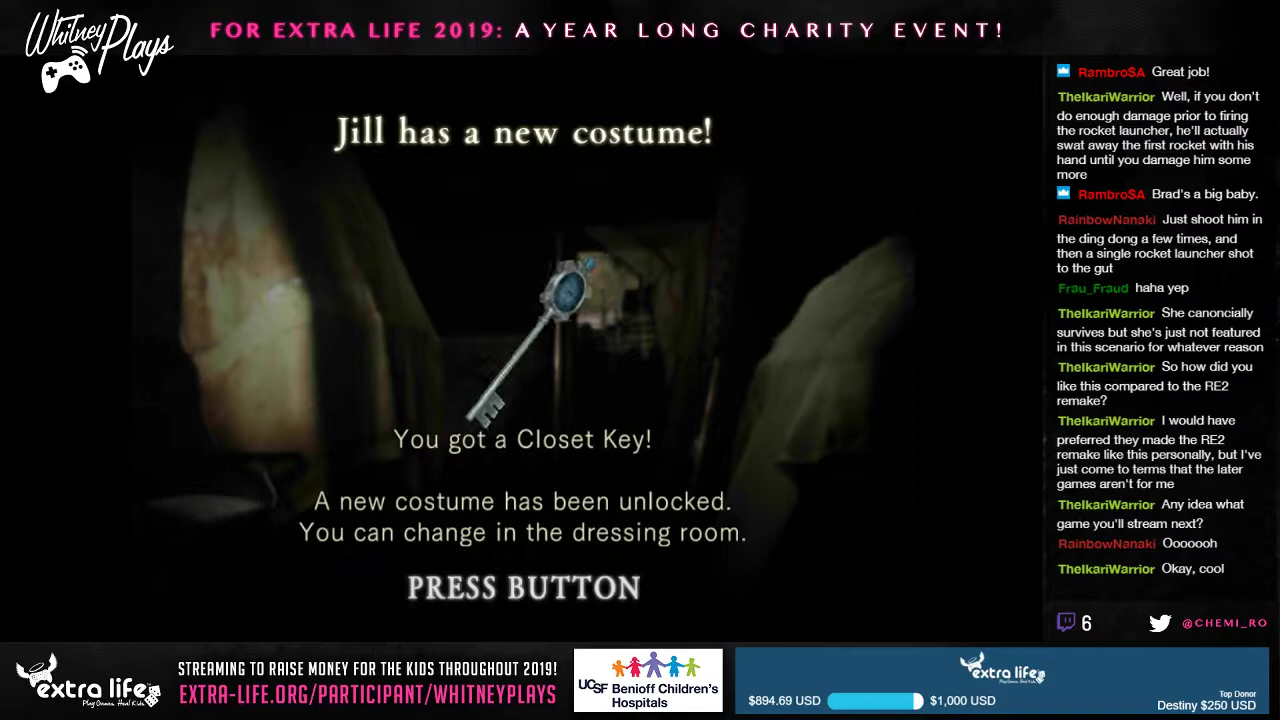 Whitney Plays
FOR EXTRA LIFE 2019: A YEAR LONG CHARITY EVENT!
Jill has a new costume!
You got a Closet Key!
A new costume has been unlocked.
You can change in the dressing room.
PRESS BUTTON
RambroSA Great job!
TheIkariWarrior Well, if you don't
do enough damage prior to firing
the rocket launcher, he'll actually
swat away the first rocket with his
hand until you damage him some
more
RambroSA Brad's a big baby.
RainbowNanaki Just shoot him in
the ding dong a few times, and
then a single rocket launcher shot
to the gut
Frau_Fraud haha yep
TheIkariWarrior She canoncially
survives but she's just not featured
in this scenario for whatever reason
TheIkariWarrior So how did you
like this compared to the RE2
remake?
TheIkariWarrior I would have
preferred they made the RE2
remake like this personally, but I've
just come to terms that the later
games aren't for me
TheIkariWarrior Any idea what
game you'll stream next?
RainbowNanaki Ooooooh
TheIkariWarrior Okay, cool
6
@CHEMI_RO
extra life
Play Games. Heal Kids.
STREAMING TO RAISE MONEY FOR THE KIDS THROUGHOUT 2019!
EXTRA-LIFE.ORG/PARTICIPANT/WHITNEYPLAYS
UCSF Benioff Children's
Hospitals
extra life
Play Games. Heal Kids.
$894.69 USD
$1,000 USD
Top Donor
Destiny $250 USD